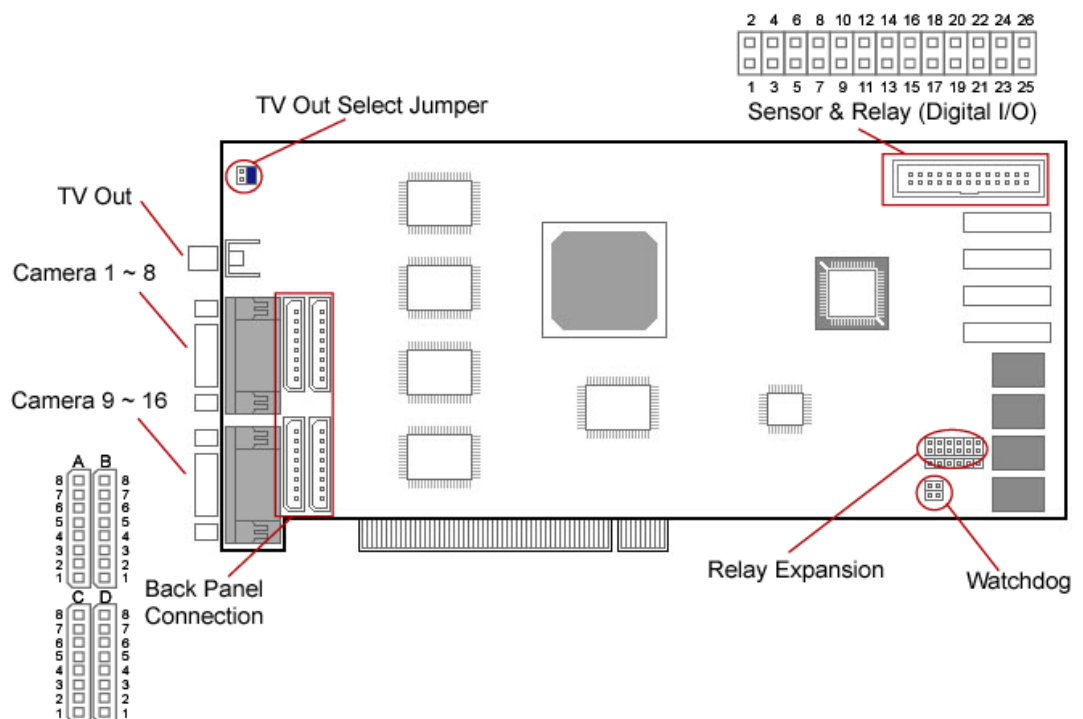 2 4 6 8 10 12 14 16 18 20 22 24 26
1 3 5 7 9 11 13 15 17 19 21 23 25
Sensor & Relay (Digital I/O)
TV Out Select Jumper
TV Out
Camera 1 ~ 8
Camera 9 ~ 16
A B
8 8
7 7
6 6
5 5
4 4
3 3
2 2
1 1
C D
8 8
7 7
6 6
5 5
4 4
3 3
2 2
1 1
Back Panel
Connection
Relay Expansion
Watchdog